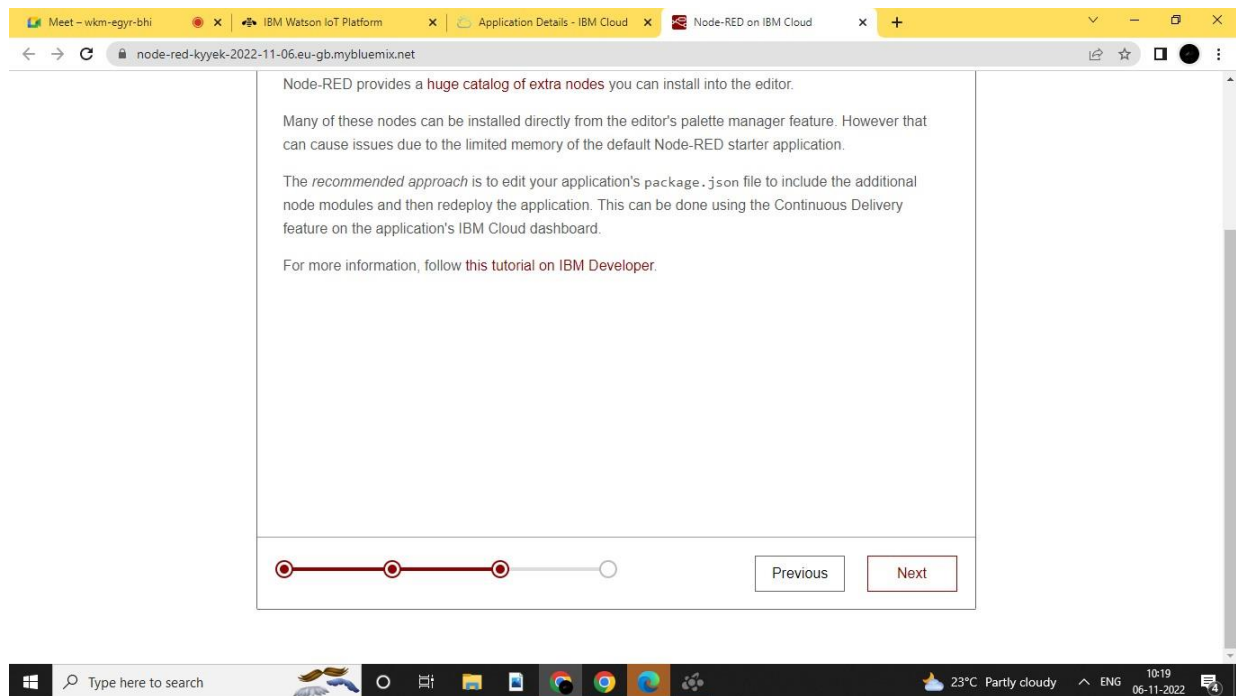 Meet – wkm-egyr-bhi
IBM Watson IoT Platform
Application Details - IBM Cloud
Node-RED on IBM Cloud
node-red-kyyek-2022-11-06.eu-gb.mybluemix.net
Node-RED provides a huge catalog of extra nodes you can install into the editor.
Many of these nodes can be installed directly from the editor's palette manager feature. However that
can cause issues due to the limited memory of the default Node-RED starter application.
The recommended approach is to edit your application's package.json file to include the additional
node modules and then redeploy the application. This can be done using the Continuous Delivery
feature on the application's IBM Cloud dashboard.
For more information, follow this tutorial on IBM Developer.
Previous
Next
Type here to search
23°C Partly cloudy
ENG
10:19
06-11-2022
4